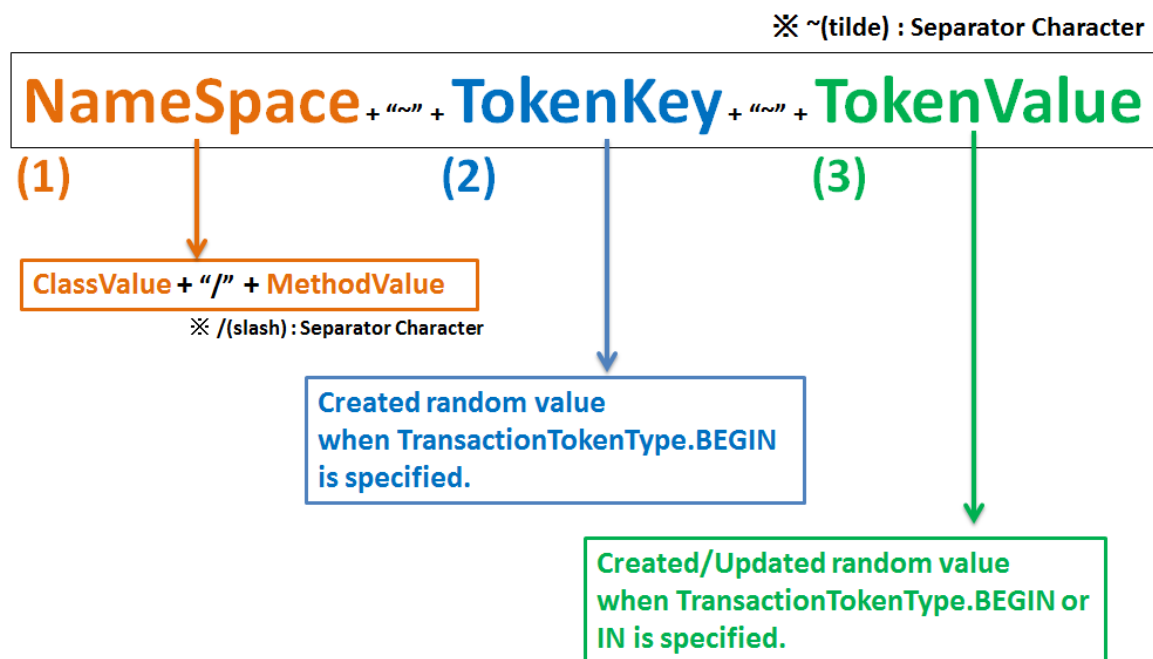 ※ ~(tilde) : Separator Character
NameSpace + “~” + TokenKey + “~” + TokenValue
(1) (2) (3)
ClassValue + “/” + MethodValue
※ /(slash) : Separator Character
Created random value
when TransactionTokenType.BEGIN
is specified.
Created/Updated random value
when TransactionTokenType.BEGIN or
IN is specified.